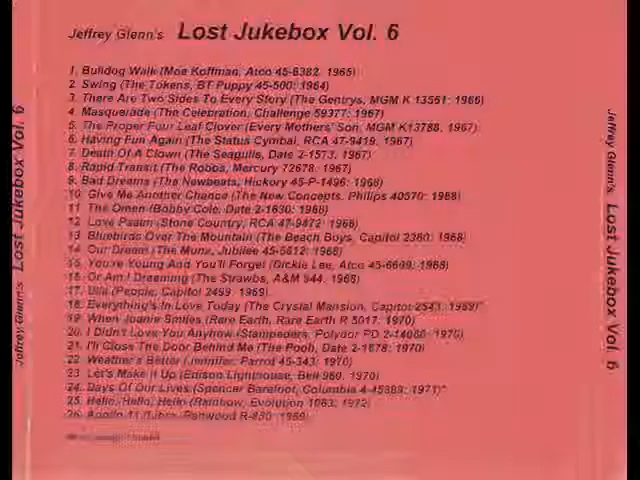 Jeffrey Glenn's Lost Jukebox Vol. 6
1. Bulldog Walk (Moe Koffman, Atco 45-6382, 1965)
2. Swing (The Tokens, BT Puppy 45-500: 1964)
3. There Are Two Sides To Every Story (The Gentrys, MGM K 13561: 1966)
4. Masquerade (The Celebration, Challenge 59377: 1967)
5. The Proper Four Leaf Clover (Every Mothers' Son, MGM K13788, 1967)
6. Having Fun Again (The Status Cymbal, RCA 47-9419, 1967)
7. Death Of A Clown (The Seagulls, Date 2-1573, 1967)
8. Rapid Transit (The Robbs, Mercury 72678, 1967)
9. Bad Dreams (The Newbeats, Hickory 45-P-1496: 1968)
10. Give Me Another Chance (The New Concepts, Philips 40570: 1968)
11. The Omen (Bobby Cole, Date 2-1630: 1968)
12. Love Psalm (Stone Country, RCA 47-9472: 1968)
13. Bluebirds Over The Mountain (The Beach Boys, Capitol 2360: 1968)
14. Our Dream (The Munx, Jubilee 45-5612: 1968)
15. You're Young And You'll Forget (Dickie Lee, Atco 45-6609: 1968)
16. Or Am I Dreaming (The Strawbs, A&M 944, 1968)
17. (People, Capitol 2499, 1969)
18. Everything's In Love Today (The Crystal Mansion, Capitol 2543: 1969)*
19. When Joanie Smiles (Rare Earth, Rare Earth R 5017: 1970)
20. I Didn't Love You Anyhow (Stampeders, Polydor PD 2-14060: 1970)
21. I'll Close The Door Behind Me (The Pooh, Date 2-1678: 1970)
22. Weather's Better (Jennifer, Parrot 45-343: 1970)
23. Let's Make It Up (Edison Lighthouse, Bell 960, 1970)
24. Days Of Our Lives (Spencer Barefoot, Columbia 4-45389: 1971)*
25. Hello, Hello, Hello (Rainbow, Evolution 1063: 1972)
26. Apollo 11 1969)
Jeffrey Glenn's Lost Jukebox Vol. 6
Jeffrey Glenn's Lost Jukebox Vol. 6